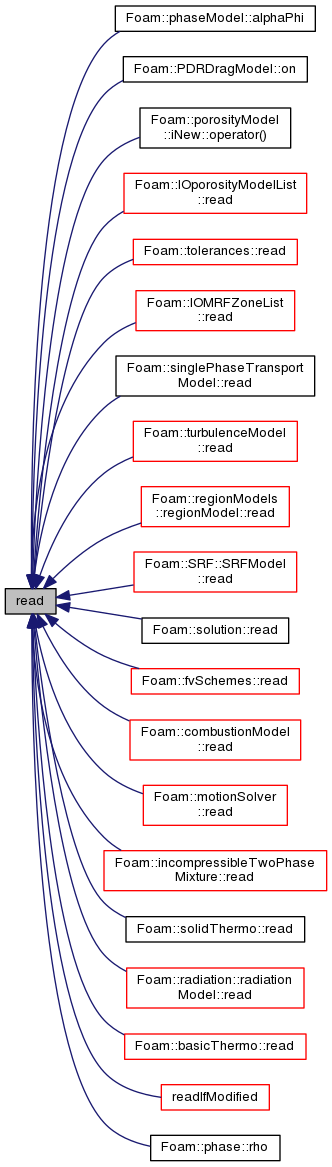 Foam::phaseModel::alphaPhi
Foam::PDRDragModel::on
Foam::porosityModel
::iNew::operator()
Foam::IOporosityModelList
::read
Foam::tolerances::read
Foam::IOMRFZoneList
::read
Foam::singlePhaseTransport
Model::read
Foam::turbulenceModel
::read
Foam::regionModels
::regionModel::read
Foam::SRF::SRFModel
::read
read
Foam::solution::read
Foam::fvSchemes::read
Foam::combustionModel
::read
Foam::motionSolver
::read
Foam::incompressibleTwoPhase
Mixture::read
Foam::solidThermo::read
Foam::radiation::radiation
Model::read
Foam::basicThermo::read
readIfModified
Foam::phase::rho